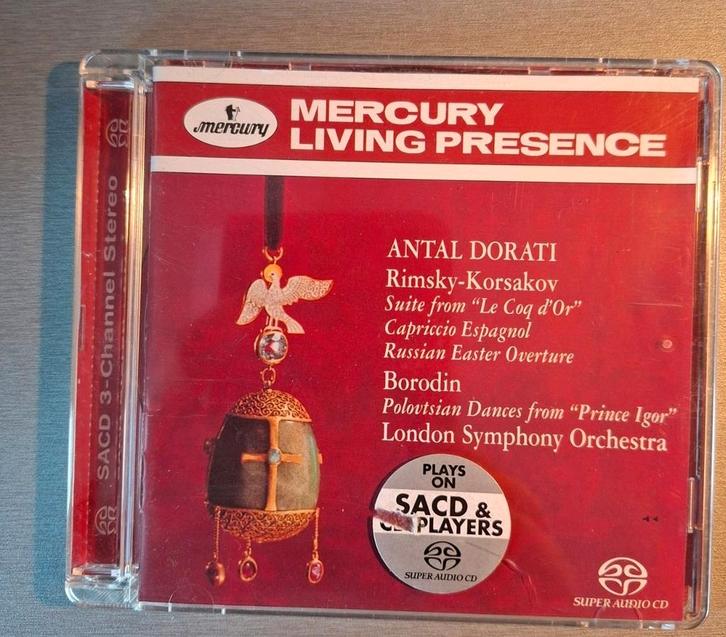 SACD 3-Channel Stereo
mercury
MERCURY
LIVING PRESENCE
ANTAL DORATI
Rimsky-Korsakov
Suite from "Le Coq d'Or"
Capriccio Espagnol
Russian Easter Overture
Borodin
Polovtsian Dances from "Prince Igor"
London Symphony Orchestra
PLAYS
ON
SACD &
PLAYERS
SUPER AUDIO CD
SUPER AUDIO CD